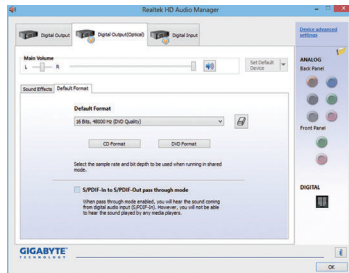 Realtek HD Audio Manager
Digital Output
Digital Output(Optical)
Digital Input
Device advanced
settings
Main Volume
L
R
Set Default
Device
ANALOG
Back Panel
Sound Effects
Default Format
Default Format
16 Bits, 48000 Hz (DVD Quality)
CD Format
DVD Format
Select the sample rate and bit depth to be used when running in shared
mode.
S/PDIF-In to S/PDIF-Out pass through mode
When pass through mode enabled, you will hear the sound coming
from digital audio input (S/PDIF-In). However, you will not be able
to hear the sound played by any media players.
Front Panel
DIGITAL
GIGABYTE
TECHNOLOGY
OK